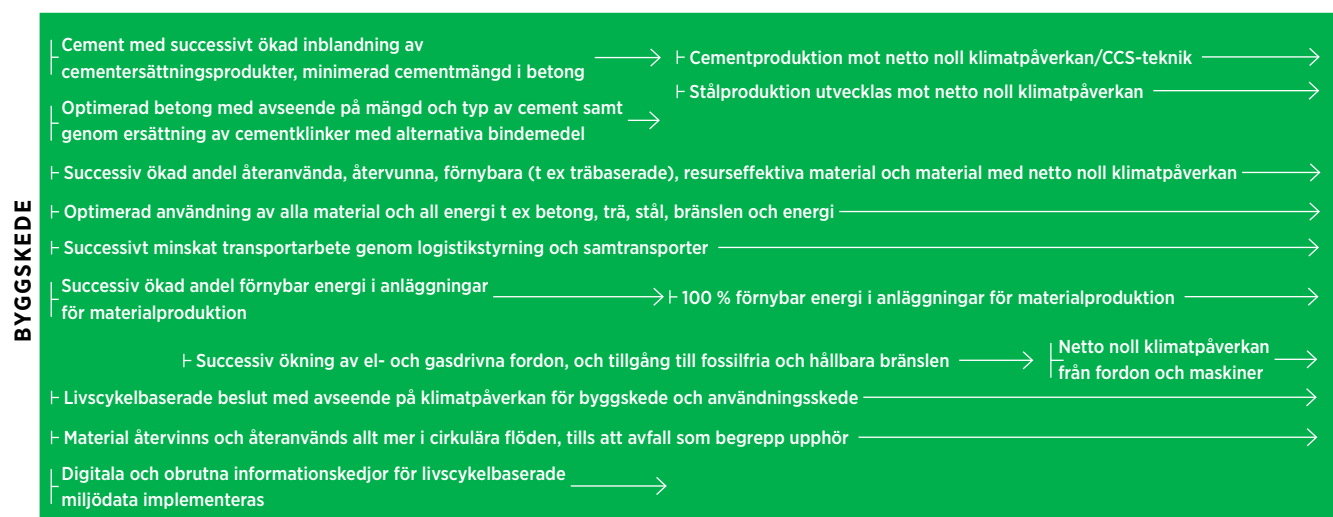 BYGGSKEDE
Cement med successivt ökad inblandning av
cementersättningsprodukter, minimerad cementmängd i betong
Cementproduktion mot netto noll klimatpåverkan/CCS-teknik
Stålproduktion utvecklas mot netto noll klimatpåverkan
Optimerad betong med avseende på mängd och typ av cement samt
genom ersättning av cementklinker med alternativa bindemedel
Successiv ökad andel återanvända, återvunna, förnybara (t ex träbaserade), resurseffektiva material och material med netto noll klimatpåverkan
Optimerad användning av alla material och all energi t ex betong, trä, stål, bränslen och energi
Successivt minskat transportarbete genom logistikstyrning och samtransporter
Successiv ökad andel förnybar energi i anläggningar
för materialproduktion
100 % förnybar energi i anläggningar för materialproduktion
Successiv ökning av el- och gasdrivna fordon, och tillgång till fossilfria och hållbara bränslen
Netto noll klimatpåverkan
från fordon och maskiner
Livscykelbaserade beslut med avseende på klimatpåverkan för byggskede och användningsskede
Material återvinns och återanvänds allt mer i cirkulära flöden, tills att avfall som begrepp upphör
Digitala och obrutna informationskedjor för livscykelbaserade
miljödata implementeras